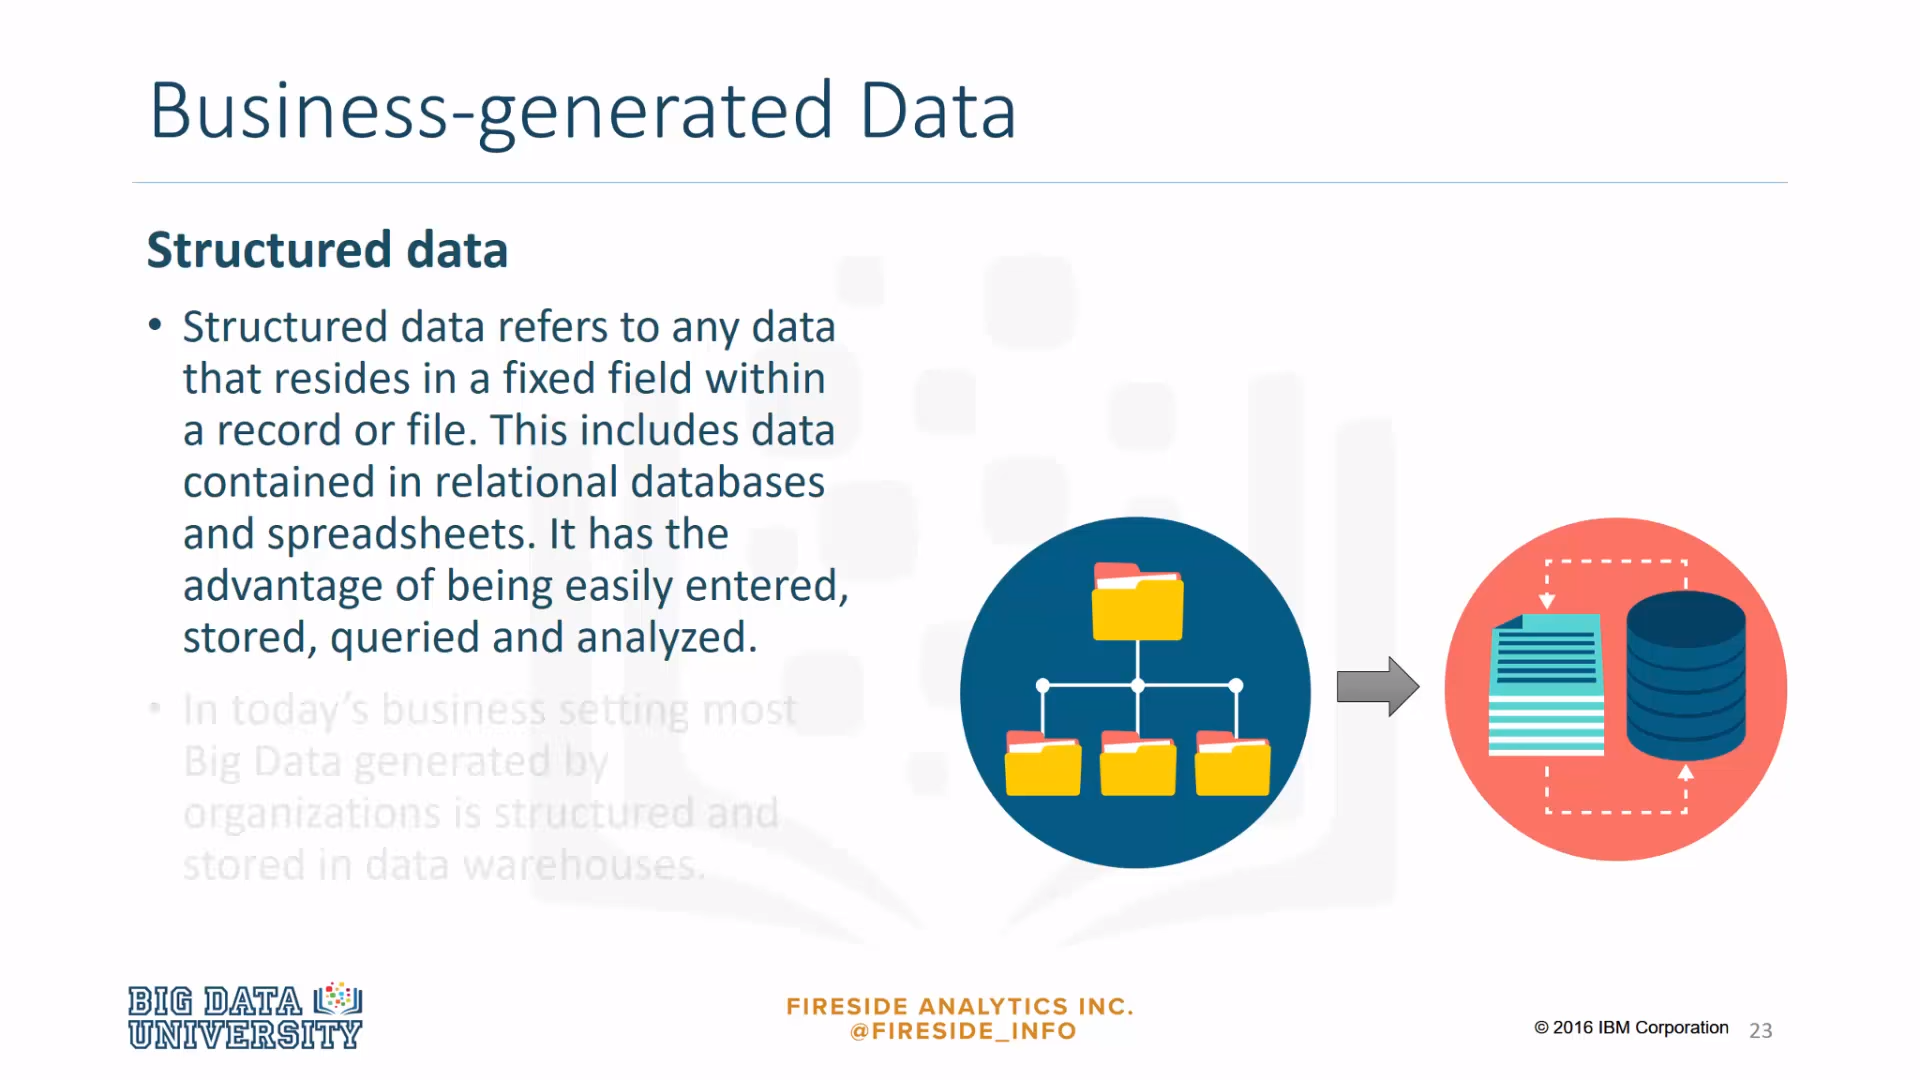 Business-generated Data
Structured data
• Structured data refers to any data
that resides in a fixed field within
a record or file. This includes data
contained in relational databases
and spreadsheets. It has the
advantage of being easily entered,
stored, queried and analyzed.
• In today’s business setting most
Big Data generated by
organizations is structured and
stored in data warehouses.
BIG DATA
UNIVERSITY
FIRESIDE ANALYTICS INC.
@FIRESIDE_INFO
© 2016 IBM Corporation 23